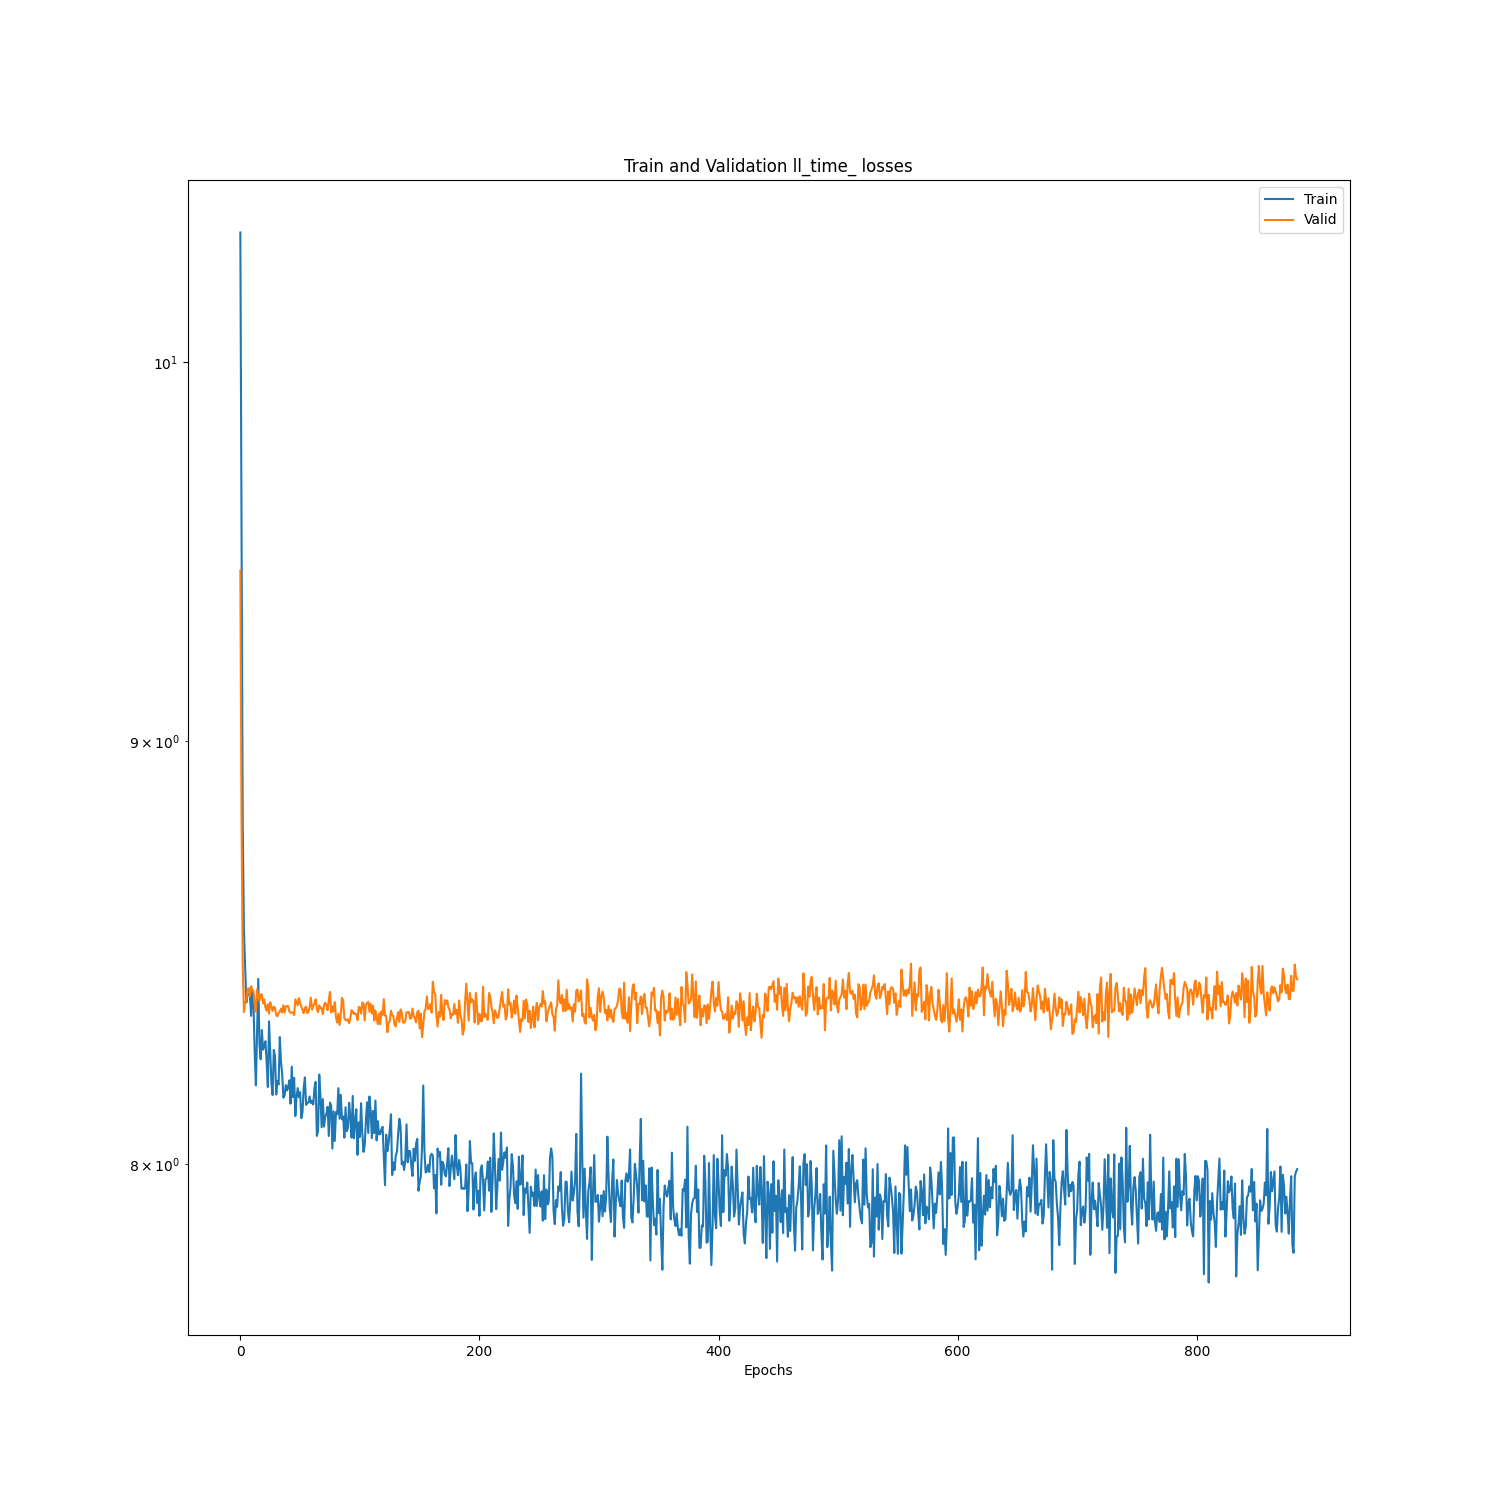 Train and Validation ll_time_ losses
Train
Valid
10¹
9 × 10⁰
8 × 10⁰
0 200 400 600 800
Epochs